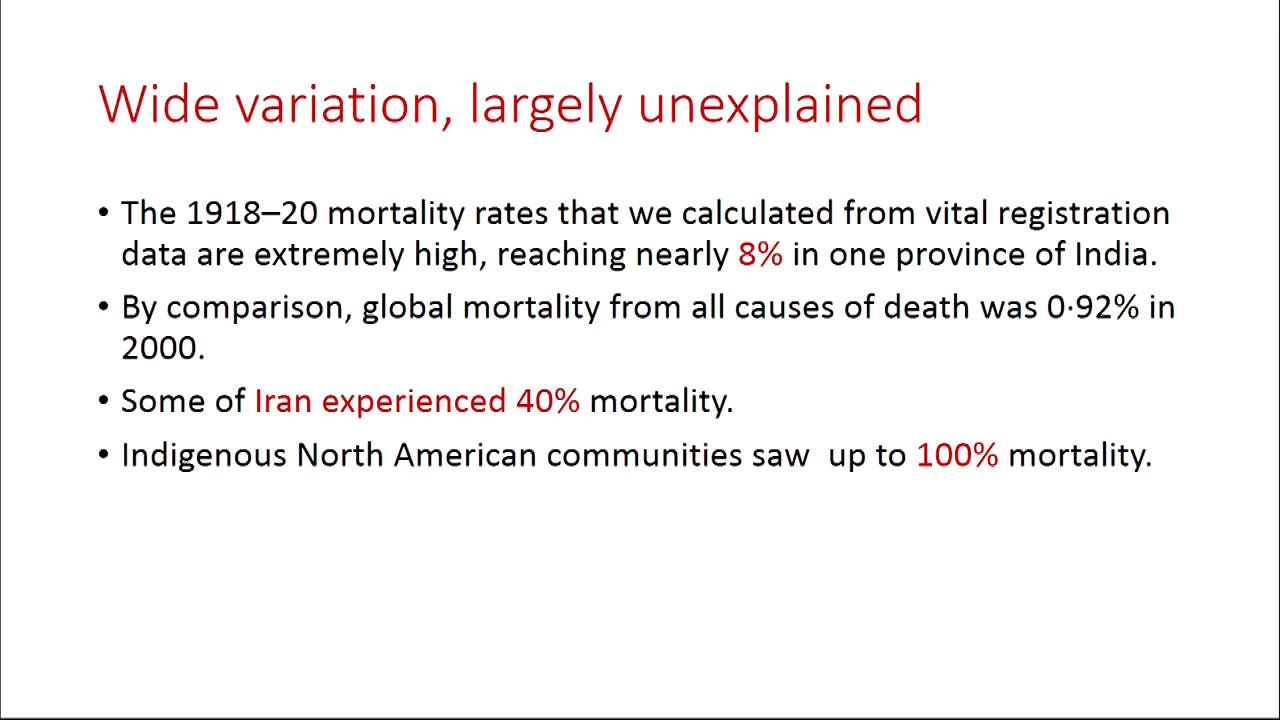 Wide variation, largely unexplained
• The 1918–20 mortality rates that we calculated from vital registration
data are extremely high, reaching nearly 8% in one province of India.
• By comparison, global mortality from all causes of death was 0·92% in
2000.
• Some of Iran experienced 40% mortality.
• Indigenous North American communities saw  up to 100% mortality.